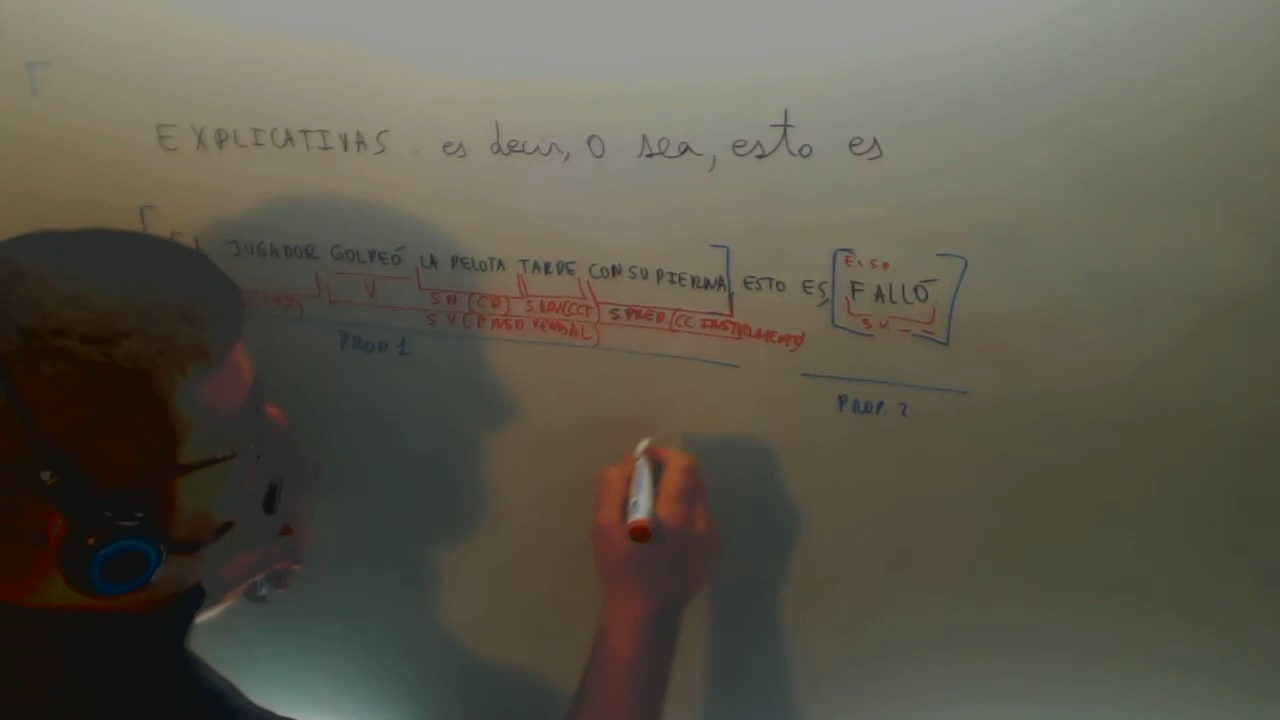 EXPLICATIVAS. es decir, o sea, esto es
JUGADOR GOLPEÓ LA PELOTA TARDE CON SU PIERNA, ESTO ES, FALLÓ
V S N (CD) S. ADV (CCT) S. PREP (CC INSTRUMENTO) S V
S V (P NSD VERBAL)
PROP 1
PROP 2